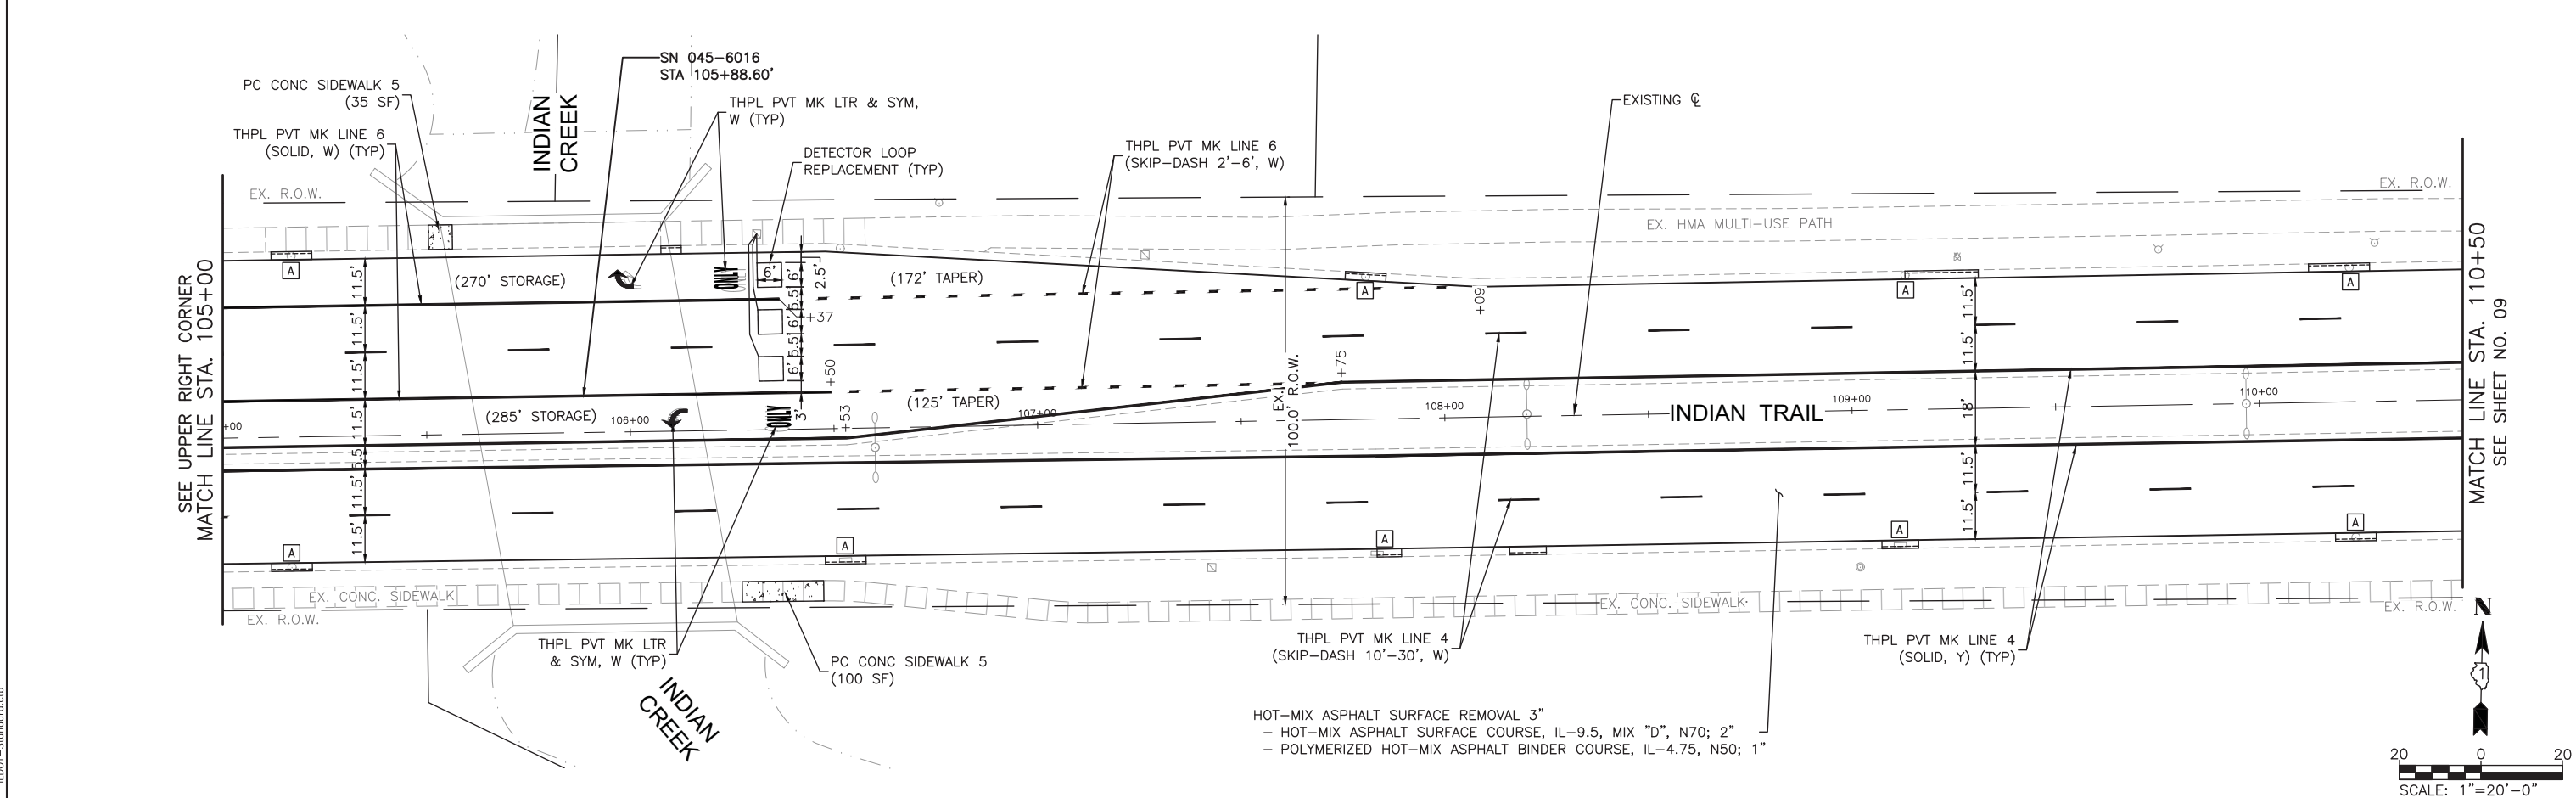 SN 045-6016
STA 105+88.60'
PC CONC SIDEWALK 5
(35 SF)
THPL PVT MK LINE 6
(SOLID, W) (TYP)
INDIAN
CREEK
THPL PVT MK LTR & SYM,
W (TYP)
DETECTOR LOOP
REPLACEMENT (TYP)
THPL PVT MK LINE 6
(SKIP-DASH 2'-6', W)
EXISTING ℄
EX. R.O.W.
EX. R.O.W.
EX. HMA MULTI-USE PATH
SEE UPPER RIGHT CORNER
MATCH LINE STA. 105+00
A
11.5'
(270' STORAGE)
ONLY
6'
6'
2.5'
(172' TAPER)
A
A
A
+09
5.5'
+37
6'
5.5'
6'
11.5'
11.5'
11.5'
11.5'
+50
+75
EX.
100.0' R.O.W.
11.5'
(285' STORAGE)
106+00
ONLY
3'
+53
(125' TAPER)
107+00
108+00
INDIAN TRAIL
109+00
18'
110+00
+00
5.5'
11.5'
11.5'
11.5'
11.5'
MATCH LINE STA. 110+50
SEE SHEET NO. 09
A
A
A
A
A
EX. CONC. SIDEWALK
EX. R.O.W.
EX. CONC. SIDEWALK
EX. R.O.W.
THPL PVT MK LTR
& SYM, W (TYP)
PC CONC SIDEWALK 5
(100 SF)
INDIAN
CREEK
THPL PVT MK LINE 4
(SKIP-DASH 10'-30', W)
THPL PVT MK LINE 4
(SOLID, Y) (TYP)
HOT-MIX ASPHALT SURFACE REMOVAL 3"
- HOT-MIX ASPHALT SURFACE COURSE, IL-9.5, MIX "D", N70; 2"
- POLYMERIZED HOT-MIX ASPHALT BINDER COURSE, IL-4.75, N50; 1"
N
1
20 0 20
SCALE: 1"=20'-0"